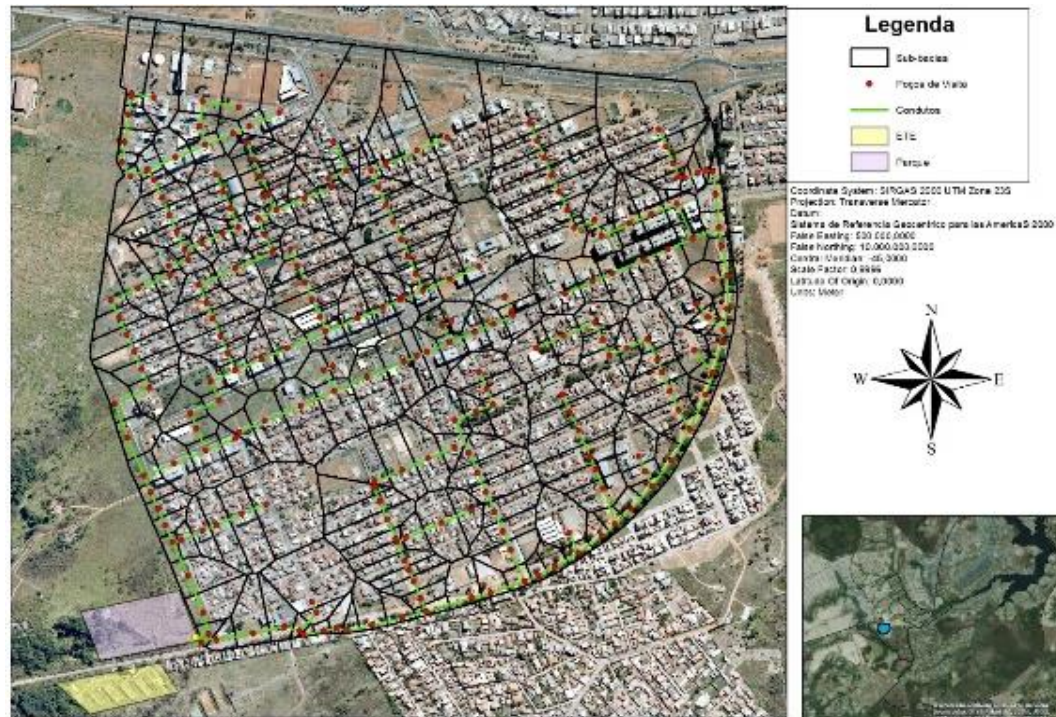 Legenda
Sub-bacias
Poços de Visita
Condutos
ETE
Parque
Coordinate System: SIRGAS 2000 UTM Zone 23S
Projection: Transverse Mercator
Datum:
Sistema de Referencia Geocentrico para las AmericaS 2000
False Easting: 500.000,0000
False Northing: 10.000.000,0000
Central Meridian: -45,0000
Scale Factor: 0,9996
Latitude Of Origin: 0,0000
Units: Meter
N
W
E
S